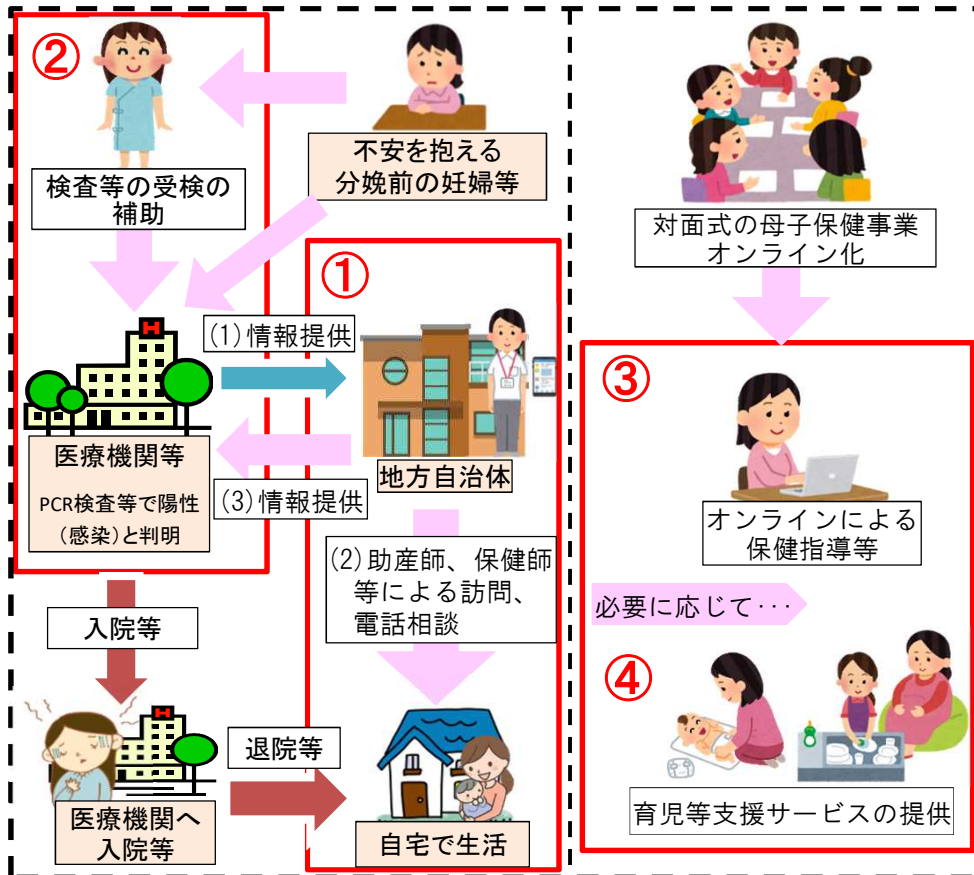 ②
不安を抱える
分娩前の妊婦等
検査等の受検の
補助
①
(1)情報提供
医療機関等
PCR検査等で陽性
(感染)と判明
(3)情報提供
地方自治体
(2)助産師、保健師
等による訪問、
電話相談
入院等
医療機関へ
入院等
退院等
自宅で生活
対面式の母子保健事業
オンライン化
③
オンラインによる
保健指導等
必要に応じて･･･
④
育児等支援サービスの提供